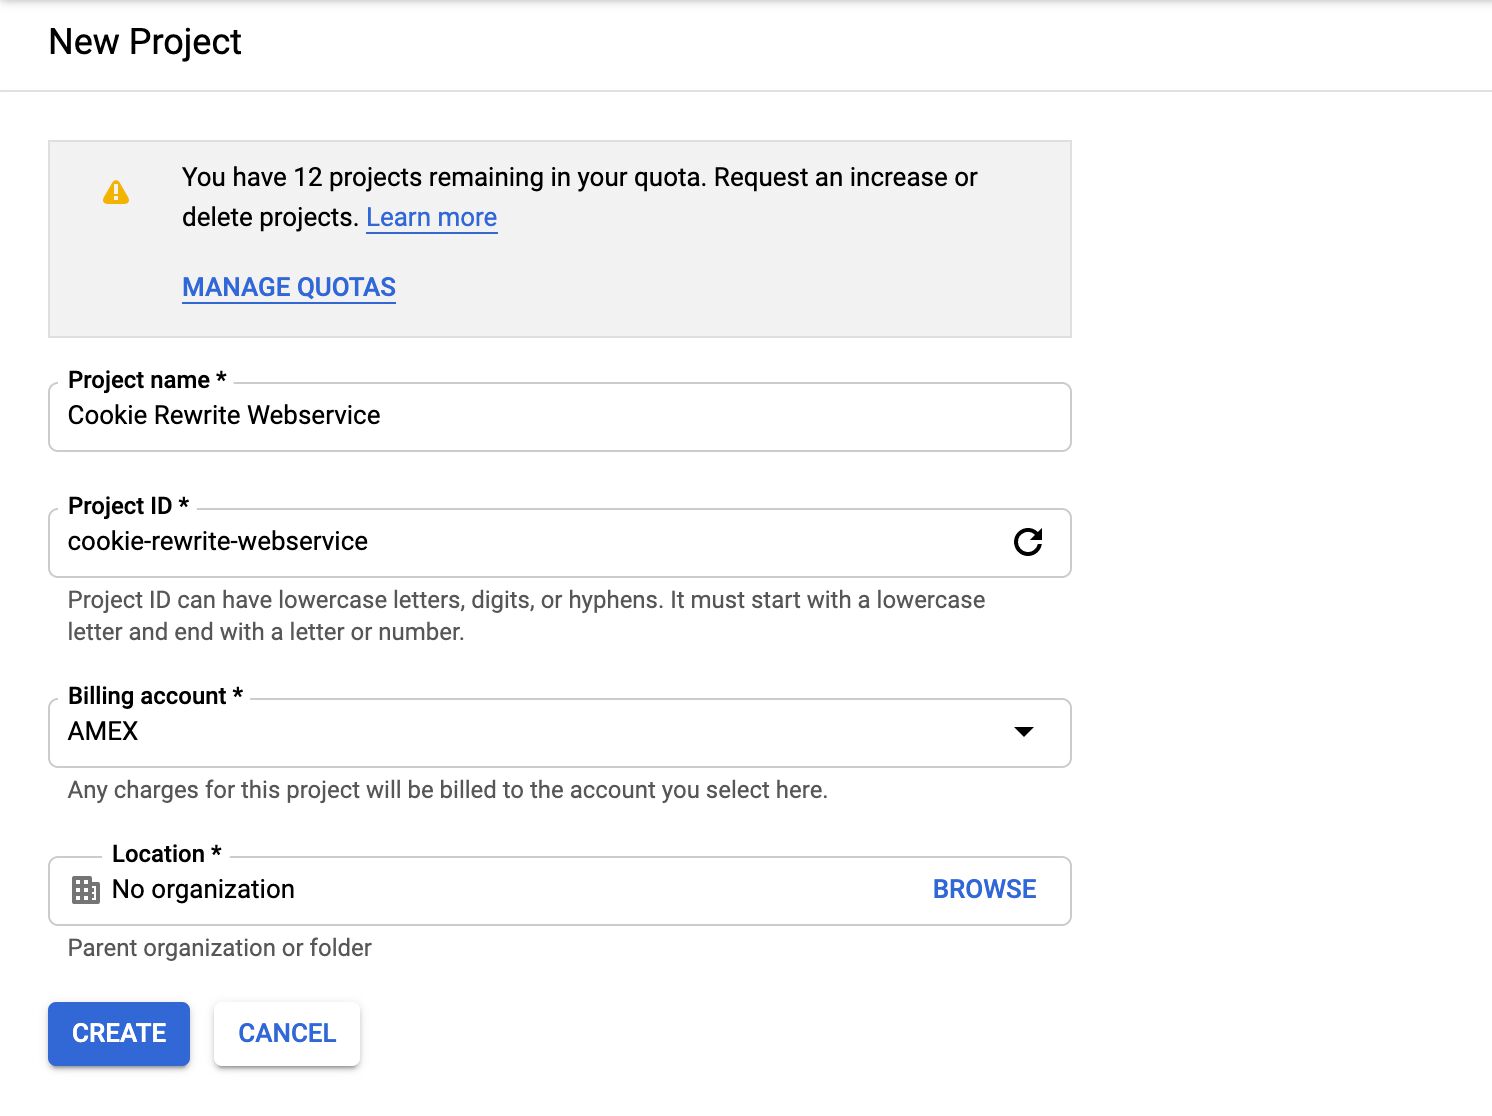 New Project
You have 12 projects remaining in your quota. Request an increase or
delete projects. Learn more
MANAGE QUOTAS
Project name *
Cookie Rewrite Webservice
Project ID *
cookie-rewrite-webservice
Project ID can have lowercase letters, digits, or hyphens. It must start with a lowercase
letter and end with a letter or number.
Billing account *
AMEX
Any charges for this project will be billed to the account you select here.
Location *
No organization
BROWSE
Parent organization or folder
CREATE
CANCEL